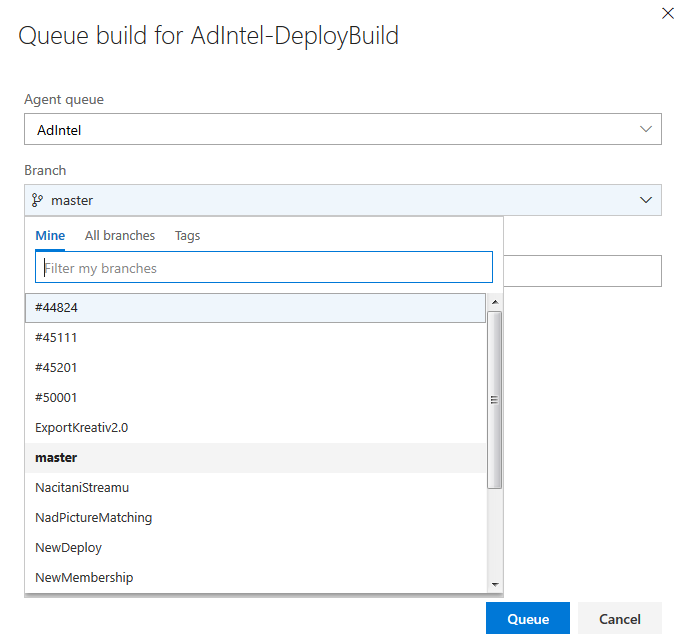 Queue build for AdIntel-DeployBuild
Agent queue
AdIntel
Branch
master
Mine All branches Tags
Filter my branches
#44824
#45111
#45201
#50001
ExportKreativ2.0
master
NacitaniStreamu
NadPictureMatching
NewDeploy
NewMembership
Queue Cancel